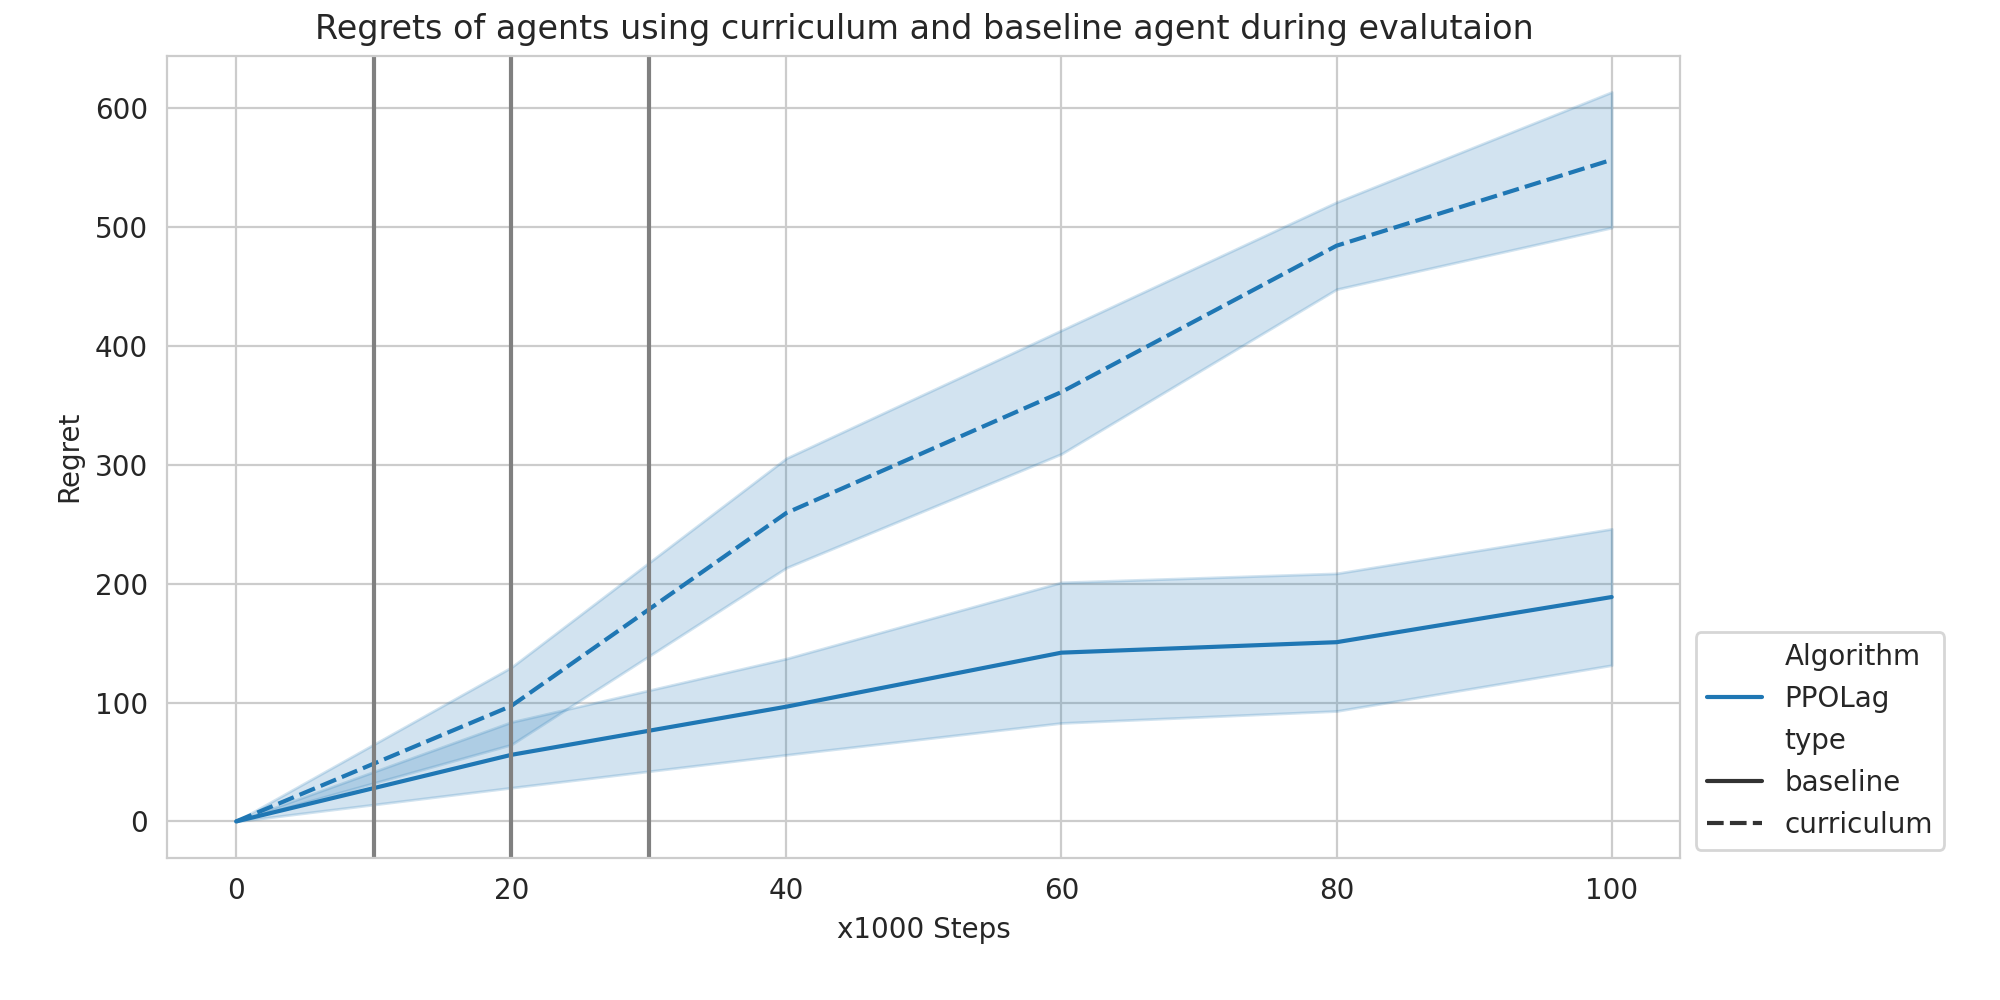 Regrets of agents using curriculum and baseline agent during evalutaion
600
500
400
300
200
100
0
Regret
0 20 40 60 80 100
x1000 Steps
Algorithm
PPOLag
type
baseline
curriculum